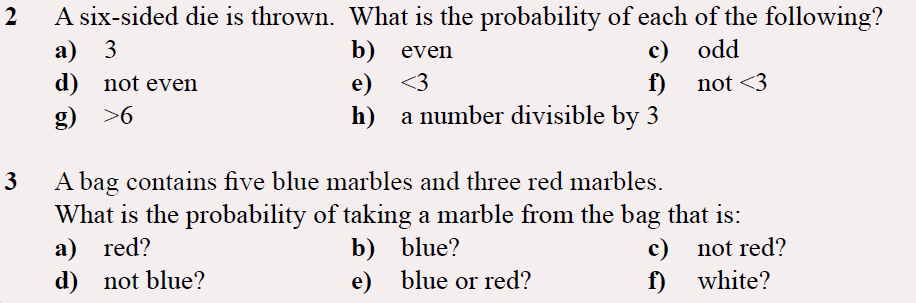 2 A six-sided die is thrown. What is the probability of each of the following?
a) 3 b) even c) odd
d) not even e) <3 f) not <3
g) >6 h) a number divisible by 3
3 A bag contains five blue marbles and three red marbles.
What is the probability of taking a marble from the bag that is:
a) red? b) blue? c) not red?
d) not blue? e) blue or red? f) white?